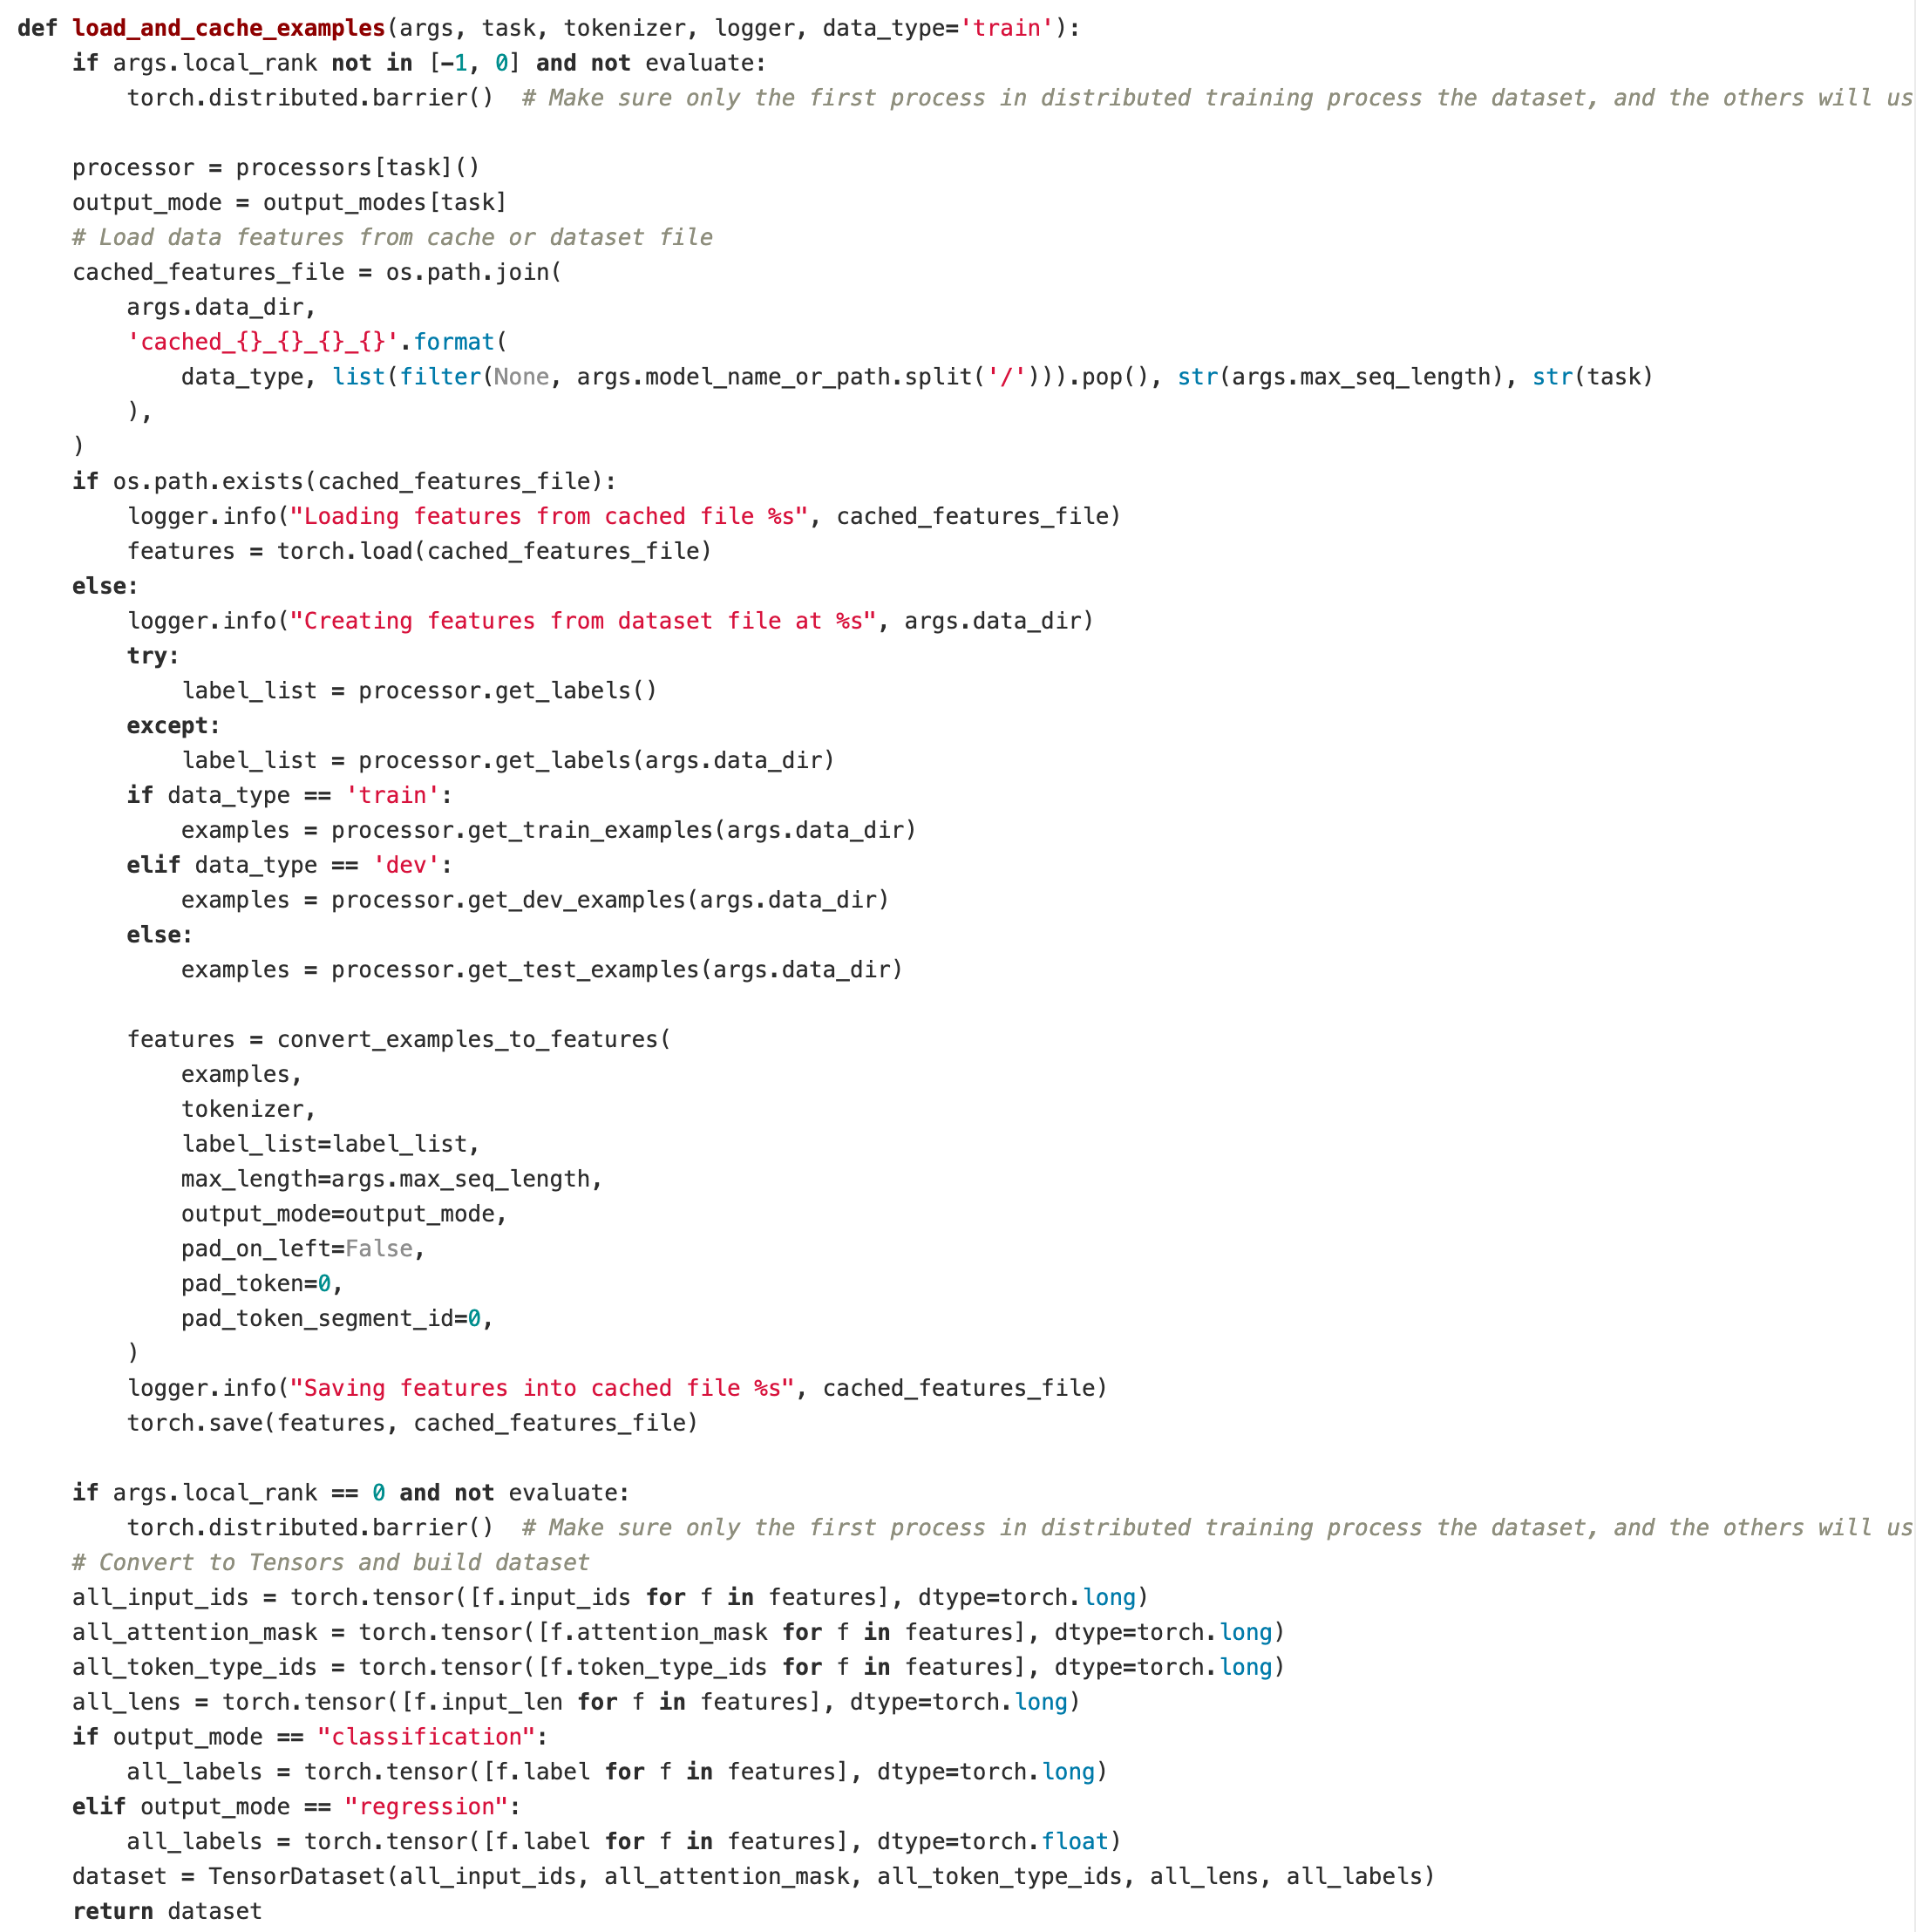 def load_and_cache_examples(args, task, tokenizer, logger, data_type='train'):
    if args.local_rank not in [-1, 0] and not evaluate:
        torch.distributed.barrier()  # Make sure only the first process in distributed training process the dataset, and the others will us

    processor = processors[task]()
    output_mode = output_modes[task]
    # Load data features from cache or dataset file
    cached_features_file = os.path.join(
        args.data_dir,
        'cached_{}_{}_{}_{}'.format(
            data_type, list(filter(None, args.model_name_or_path.split('/'))).pop(), str(args.max_seq_length), str(task)
        ),
    )
    if os.path.exists(cached_features_file):
        logger.info("Loading features from cached file %s", cached_features_file)
        features = torch.load(cached_features_file)
    else:
        logger.info("Creating features from dataset file at %s", args.data_dir)
        try:
            label_list = processor.get_labels()
        except:
            label_list = processor.get_labels(args.data_dir)
        if data_type == 'train':
            examples = processor.get_train_examples(args.data_dir)
        elif data_type == 'dev':
            examples = processor.get_dev_examples(args.data_dir)
        else:
            examples = processor.get_test_examples(args.data_dir)

        features = convert_examples_to_features(
            examples,
            tokenizer,
            label_list=label_list,
            max_length=args.max_seq_length,
            output_mode=output_mode,
            pad_on_left=False,
            pad_token=0,
            pad_token_segment_id=0,
        )
        logger.info("Saving features into cached file %s", cached_features_file)
        torch.save(features, cached_features_file)

    if args.local_rank == 0 and not evaluate:
        torch.distributed.barrier()  # Make sure only the first process in distributed training process the dataset, and the others will us
    # Convert to Tensors and build dataset
    all_input_ids = torch.tensor([f.input_ids for f in features], dtype=torch.long)
    all_attention_mask = torch.tensor([f.attention_mask for f in features], dtype=torch.long)
    all_token_type_ids = torch.tensor([f.token_type_ids for f in features], dtype=torch.long)
    all_lens = torch.tensor([f.input_len for f in features], dtype=torch.long)
    if output_mode == "classification":
        all_labels = torch.tensor([f.label for f in features], dtype=torch.long)
    elif output_mode == "regression":
        all_labels = torch.tensor([f.label for f in features], dtype=torch.float)
    dataset = TensorDataset(all_input_ids, all_attention_mask, all_token_type_ids, all_lens, all_labels)
    return dataset